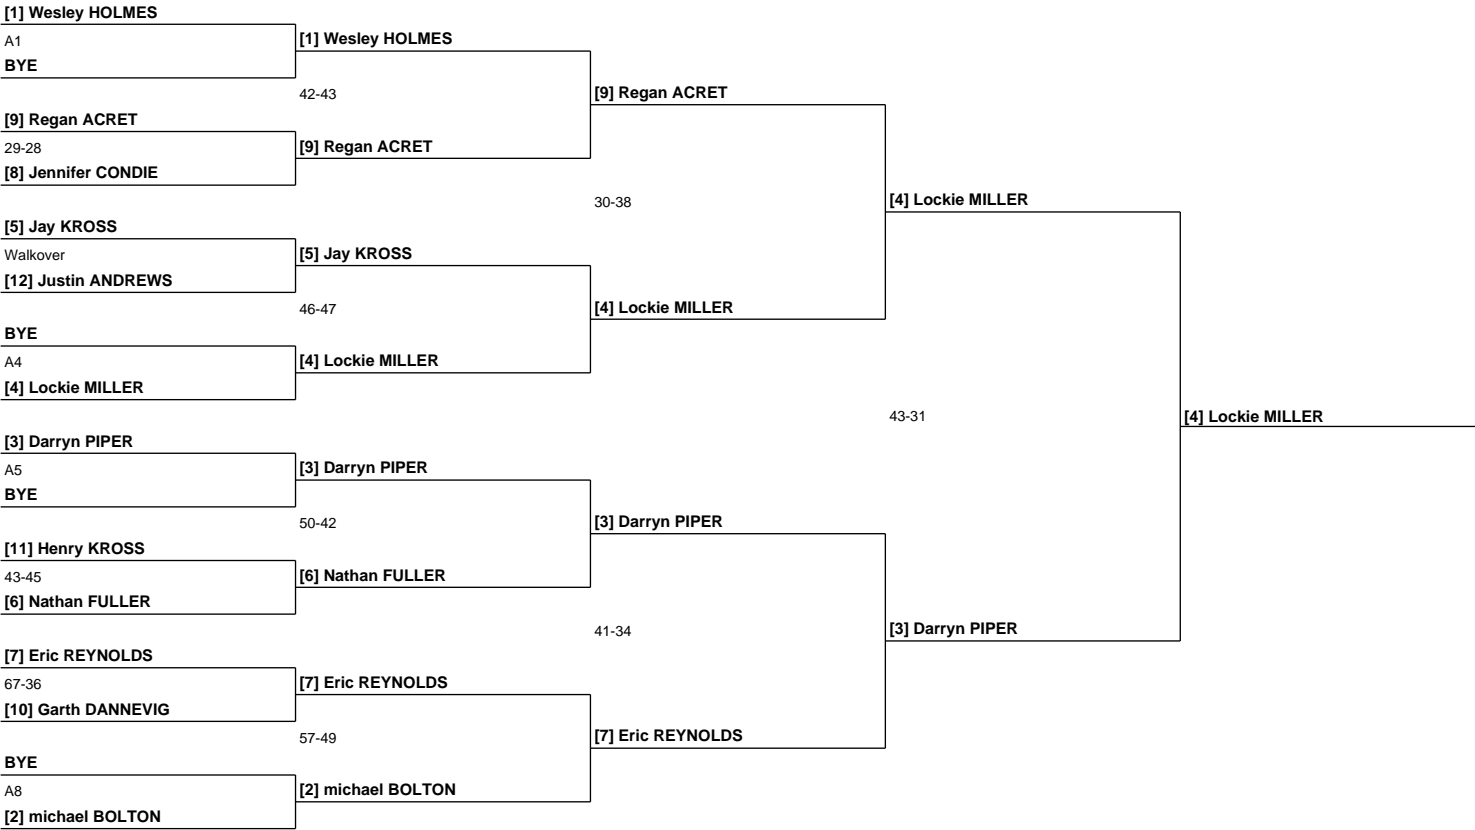 [1] Wesley HOLMES
A1
BYE
[9] Regan ACRET
29-28
[8] Jennifer CONDIE
[5] Jay KROSS
Walkover
[12] Justin ANDREWS
BYE
A4
[4] Lockie MILLER
[3] Darryn PIPER
A5
BYE
[11] Henry KROSS
43-45
[6] Nathan FULLER
[7] Eric REYNOLDS
67-36
[10] Garth DANNEVIG
BYE
A8
[2] michael BOLTON
[1] Wesley HOLMES
42-43
[9] Regan ACRET
[5] Jay KROSS
46-47
[4] Lockie MILLER
[3] Darryn PIPER
50-42
[6] Nathan FULLER
[7] Eric REYNOLDS
57-49
[2] michael BOLTON
[9] Regan ACRET
30-38
[4] Lockie MILLER
[3] Darryn PIPER
41-34
[7] Eric REYNOLDS
[4] Lockie MILLER
43-31
[3] Darryn PIPER
[4] Lockie MILLER